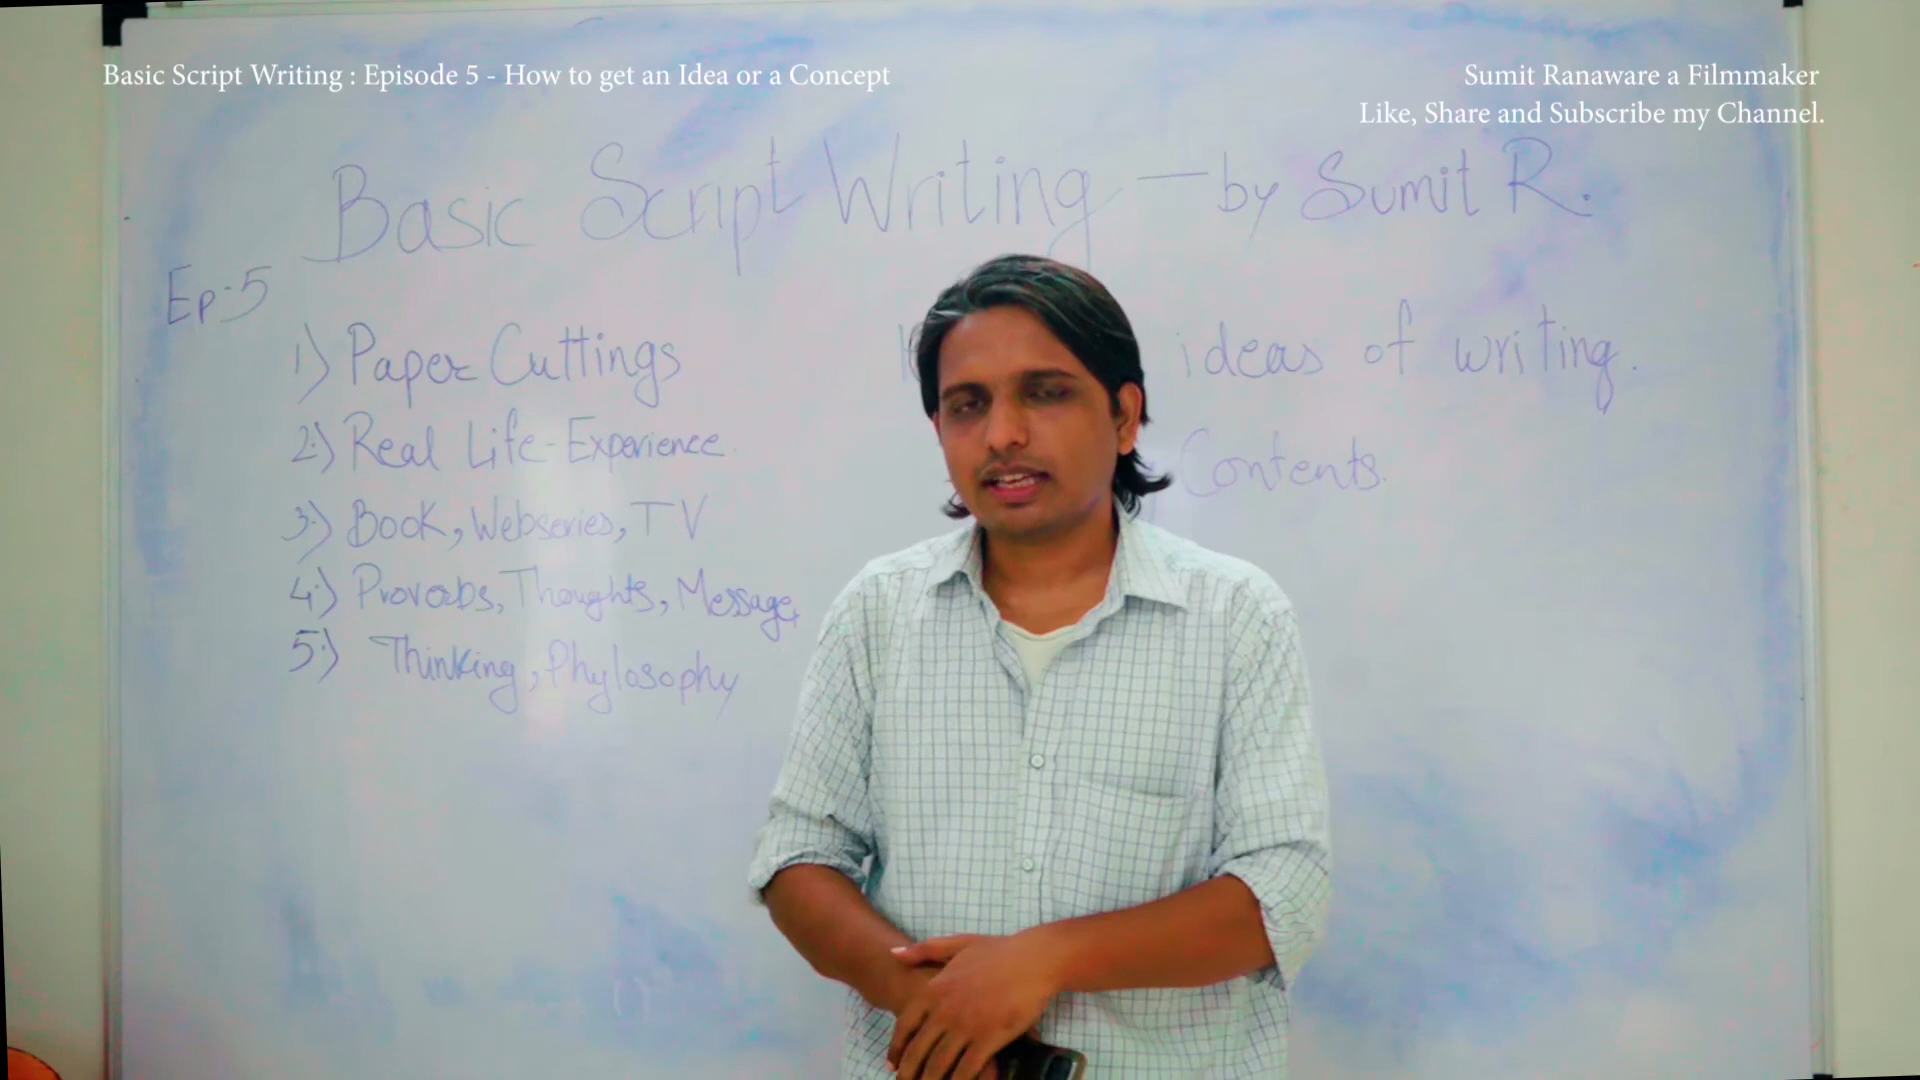 Basic Script Writing : Episode 5 - How to get an Idea or a Concept
Sumit Ranaware a Filmmaker
Like, Share and Subscribe my Channel.
Basic Script Writing — by Sumit R.
Ep:5
1) Paper Cuttings
2) Real Life - Experience
3) Book, Webseries, TV
4) Proverbs, Thoughts, Message,
5) Thinking, Phylosophy
ideas of writing.
Contents.